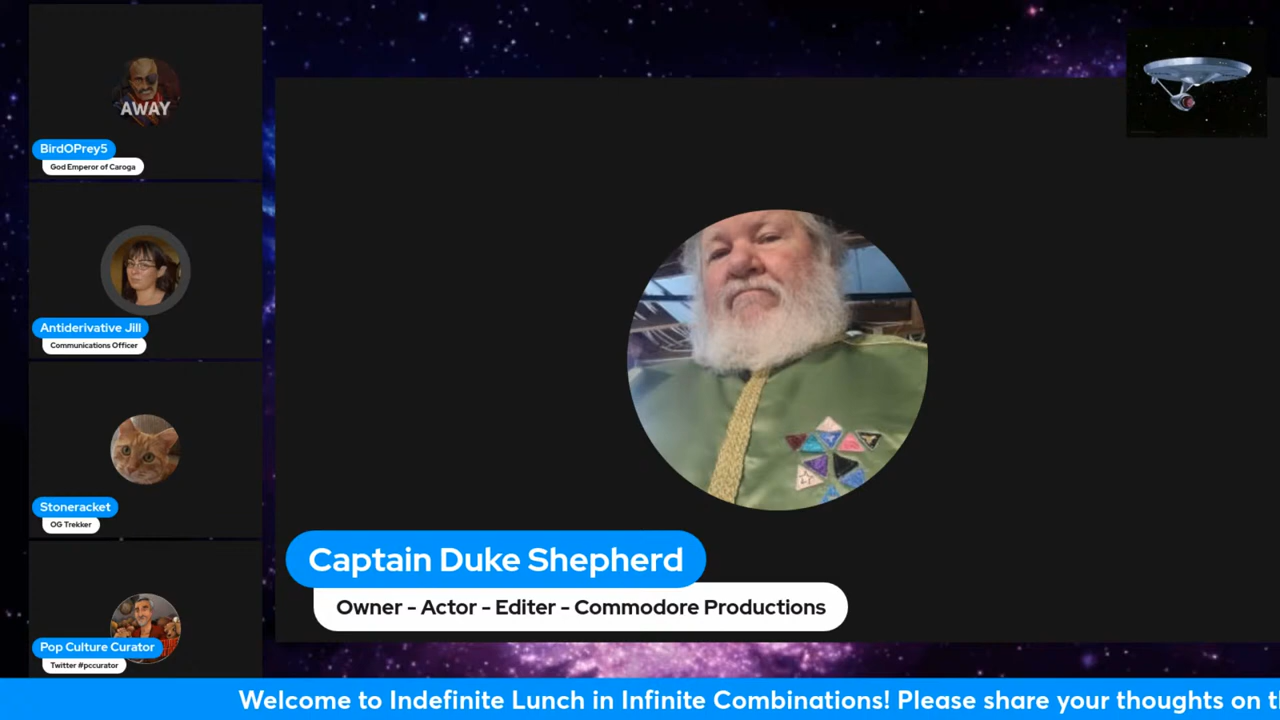 AWAY
BirdOPrey5
God Emperor of Caroga
Antiderivative Jill
Communications Officer
Stoneracket
OG Trekker
Pop Culture Curator
Twitter #pccurator
Captain Duke Shepherd
Owner - Actor - Editer - Commodore Productions
Welcome to Indefinite Lunch in Infinite Combinations! Please share your thoughts on